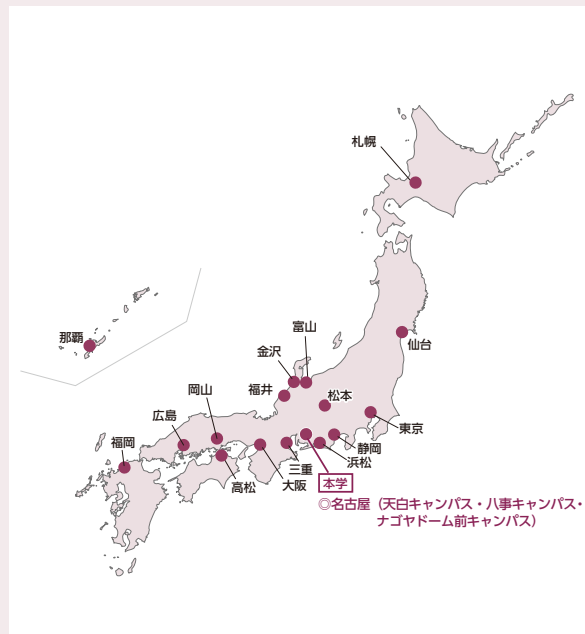 札幌
那覇
富山
仙台
金沢
福井
松本
岡山
広島
東京
福岡
静岡
浜松
三重
大阪
高松
本学
◎名古屋（天白キャンパス・八事キャンパス・
ナゴヤドーム前キャンパス）